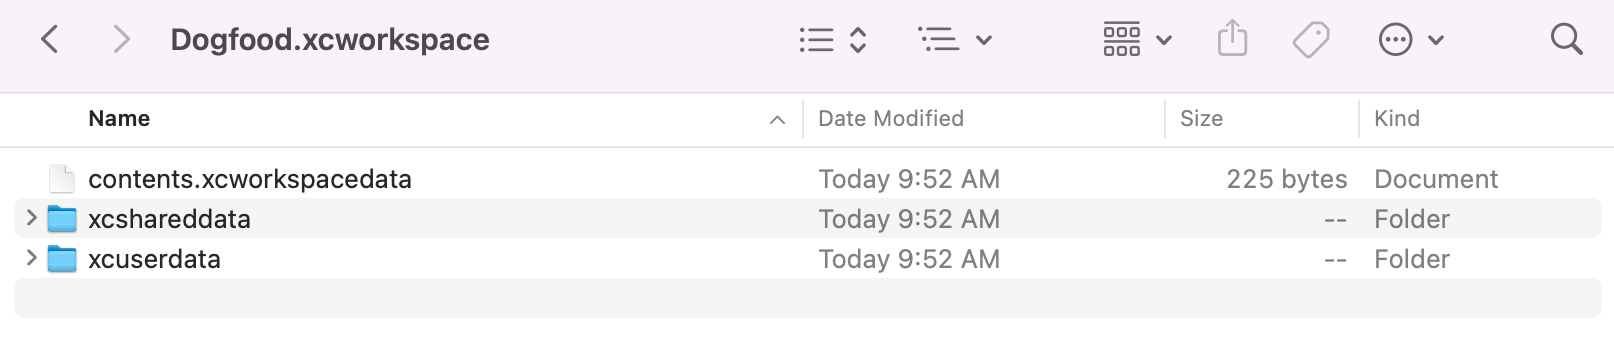 Dogfood.xcworkspace
Name Date Modified Size Kind
contents.xcworkspacedata Today 9:52 AM 225 bytes Document
xcshareddata Today 9:52 AM -- Folder
xcuserdata Today 9:52 AM -- Folder